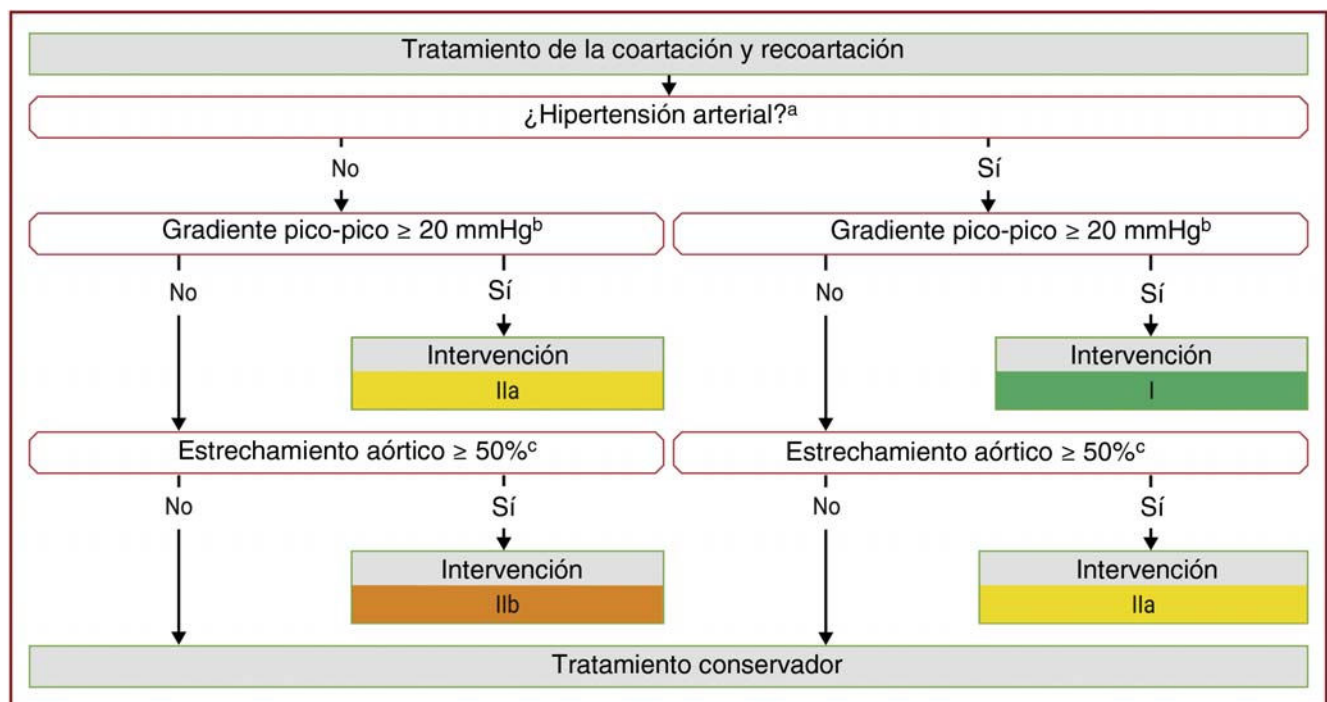 Tratamiento de la coartación y recoartación
¿Hipertensión arterial?ª
No
Sí
Gradiente pico-pico ≥ 20 mmHgᵇ
Gradiente pico-pico ≥ 20 mmHgᵇ
No
Sí
No
Sí
Intervención
IIa
Intervención
I
Estrechamiento aórtico ≥ 50%ᶜ
Estrechamiento aórtico ≥ 50%ᶜ
No
Sí
No
Sí
Intervención
IIb
Intervención
IIa
Tratamiento conservador